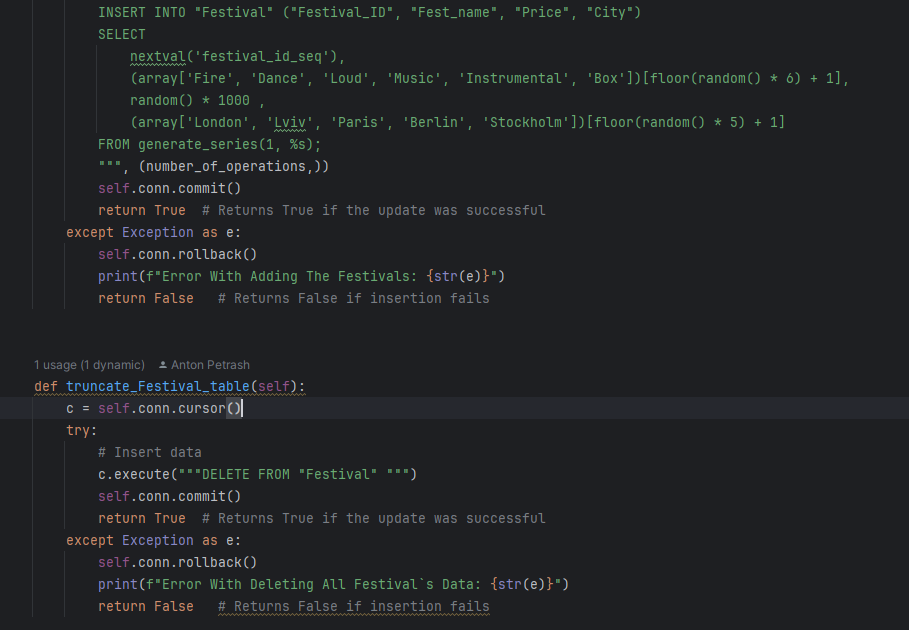 INSERT INTO "Festival" ("Festival_ID", "Fest_name", "Price", "City")
SELECT
nextval('festival_id_seq'),
(array['Fire', 'Dance', 'Loud', 'Music', 'Instrumental', 'Box'])[floor(random() * 6) + 1],
random() * 1000 ,
(array['London', 'Lviv', 'Paris', 'Berlin', 'Stockholm'])[floor(random() * 5) + 1]
FROM generate_series(1, %s);
""", (number_of_operations,))
self.conn.commit()
return True  # Returns True if the update was successful
except Exception as e:
self.conn.rollback()
print(f"Error With Adding The Festivals: {str(e)}")
return False   # Returns False if insertion fails
1 usage (1 dynamic)   Anton Petrash
def truncate_Festival_table(self):
c = self.conn.cursor()
try:
# Insert data
c.execute("""DELETE FROM "Festival" """)
self.conn.commit()
return True  # Returns True if the update was successful
except Exception as e:
self.conn.rollback()
print(f"Error With Deleting All Festival`s Data: {str(e)}")
return False   # Returns False if insertion fails